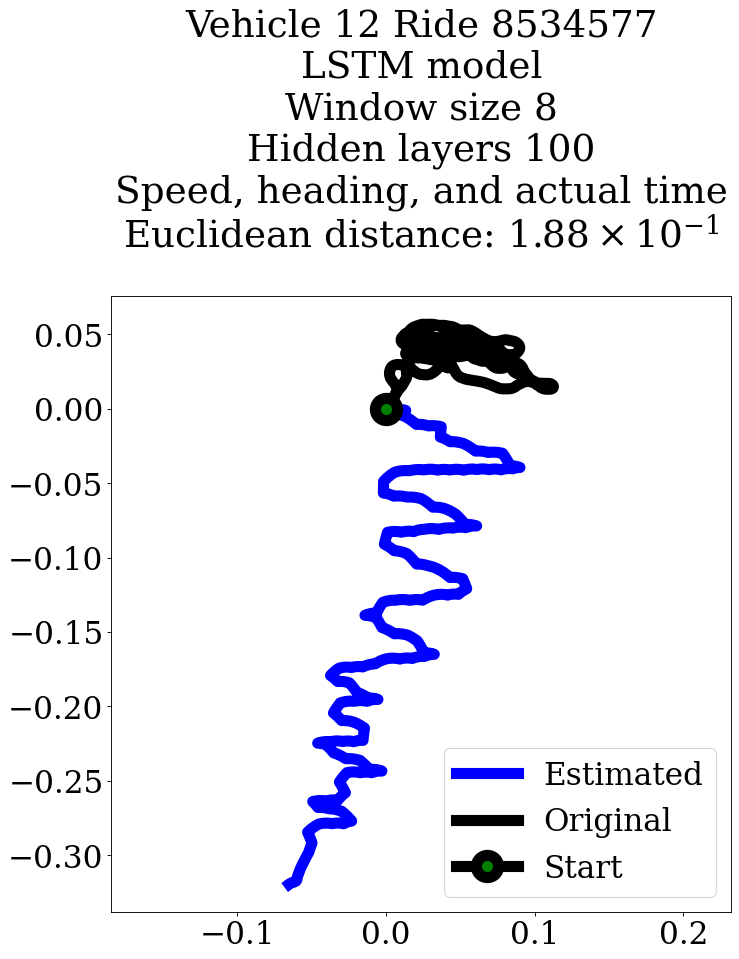 Vehicle 12 Ride 8534577
LSTM model
Window size 8
Hidden layers 100
Speed, heading, and actual time
Euclidean distance: 1.88 × 10⁻¹
0.05
0.00
−0.05
−0.10
−0.15
−0.20
−0.25
−0.30
Estimated
Original
Start
−0.1 0.0 0.1 0.2